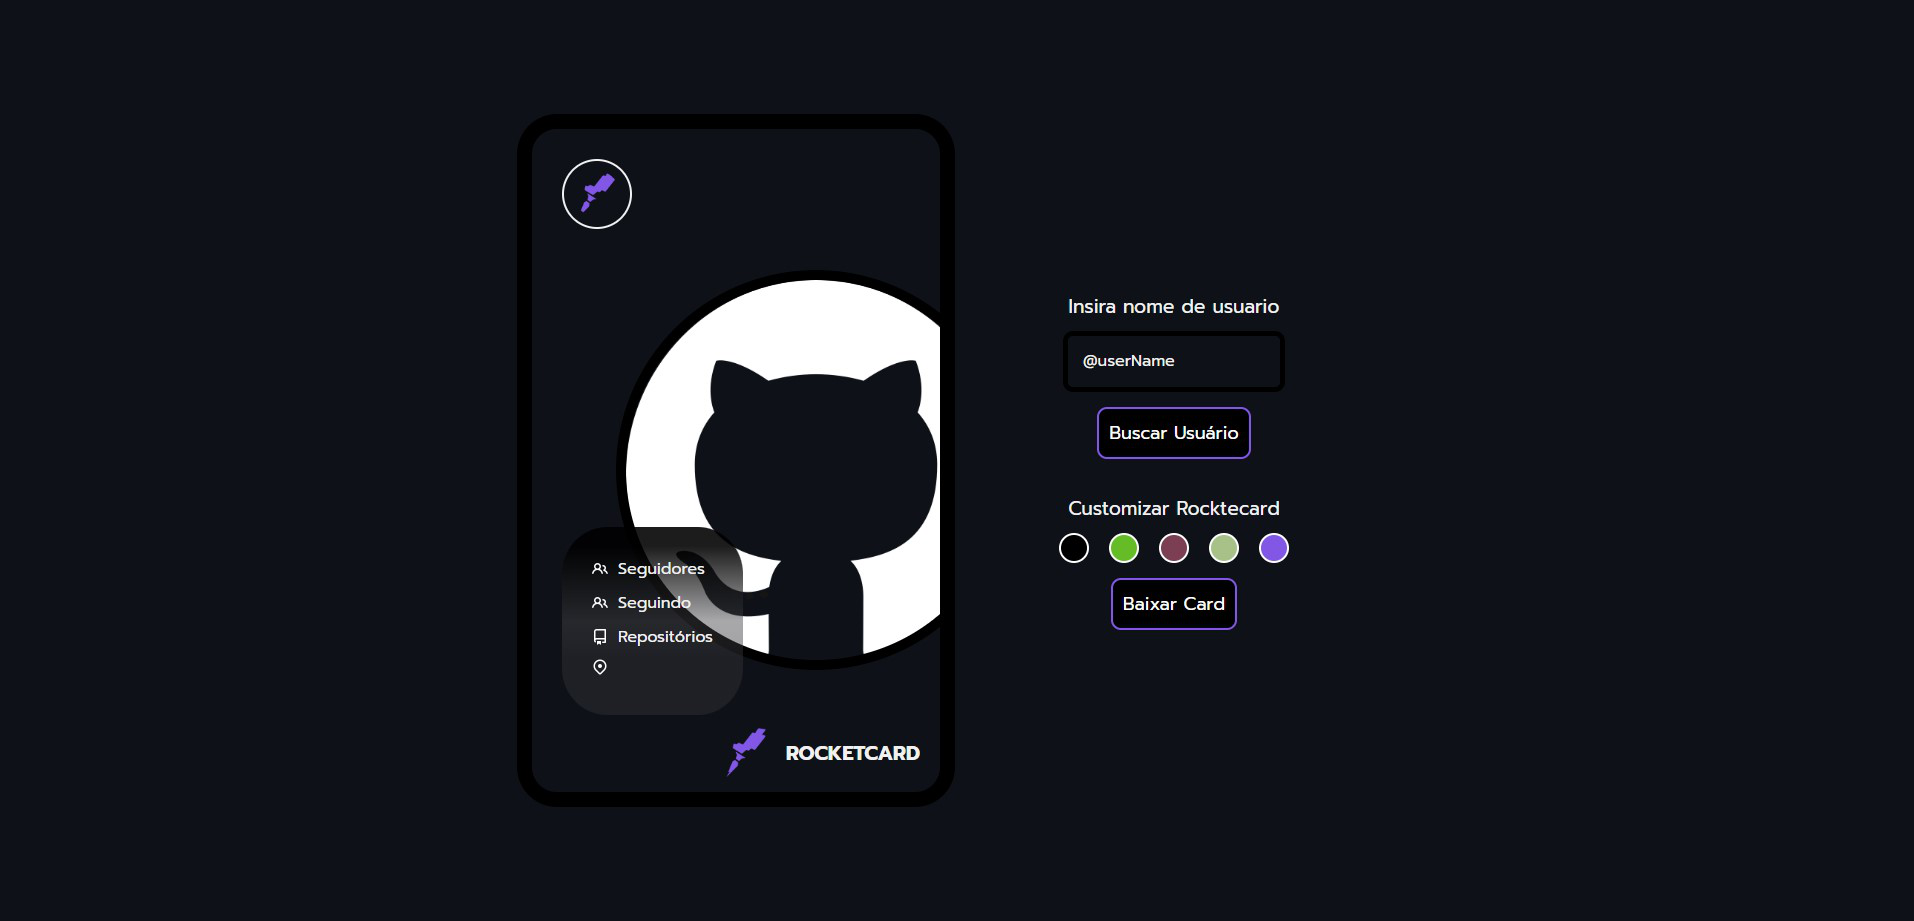 Seguidores
Seguindo
Repositórios
ROCKETCARD
Insira nome de usuario
@userName
Buscar Usuário
Customizar Rocktecard
Baixar Card